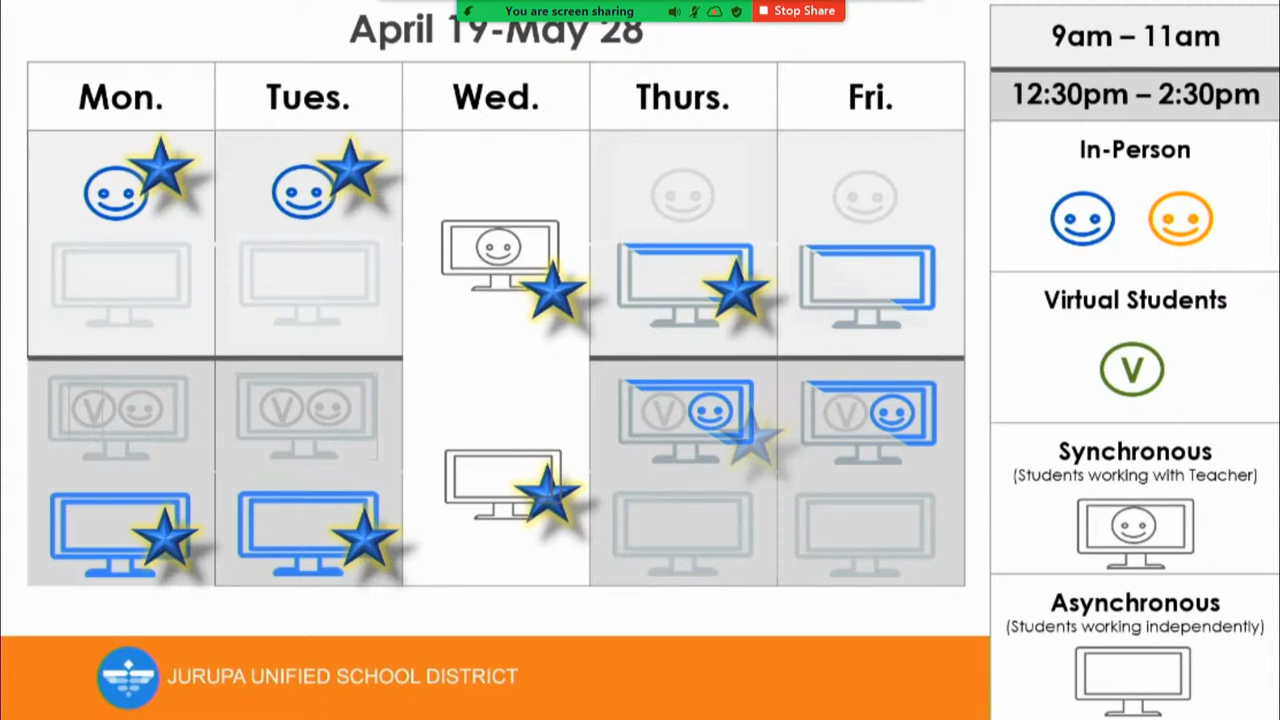 You are screen sharing
Stop Share
April 19-May 28
Mon.
Tues.
Wed.
Thurs.
Fri.
V
V
V
V
9am – 11am
12:30pm – 2:30pm
In-Person
Virtual Students
V
Synchronous
(Students working with Teacher)
Asynchronous
(Students working independently)
JURUPA UNIFIED SCHOOL DISTRICT